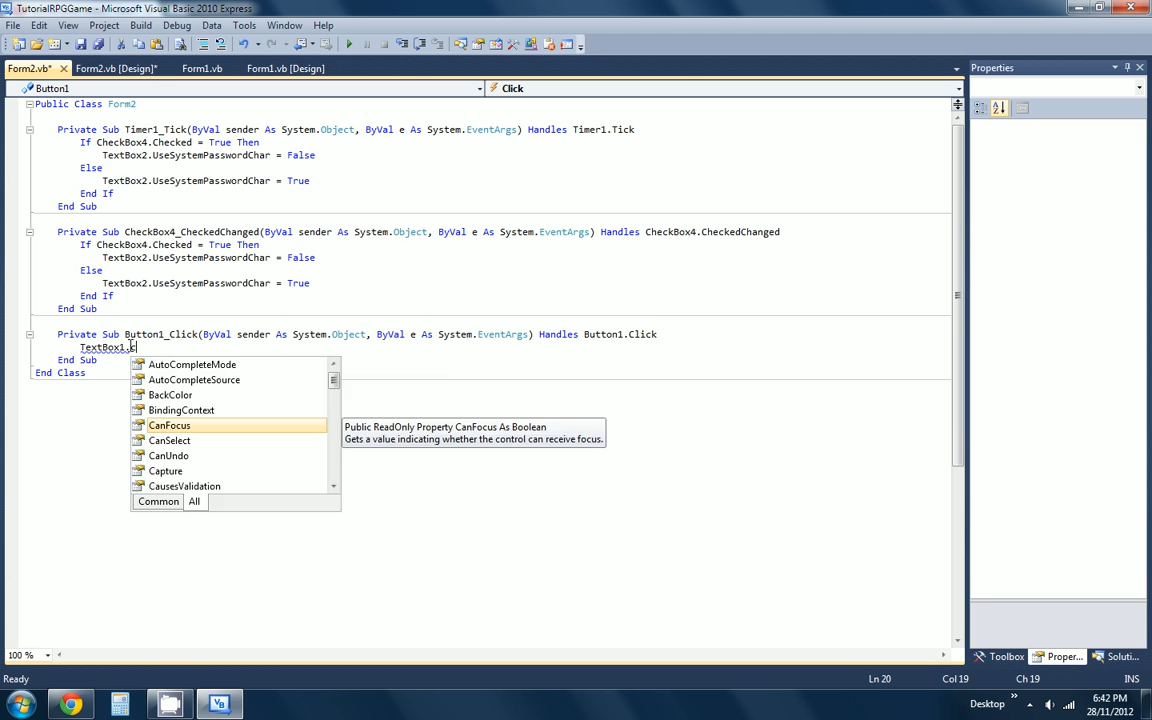 TutorialRPGGame - Microsoft Visual Basic 2010 Express
File Edit View Project Build Debug Data Tools Window Help
Form2.vb* Form2.vb [Design]* Form1.vb Form1.vb [Design]
Properties
Button1 Click
Public Class Form2
Private Sub Timer1_Tick(ByVal sender As System.Object, ByVal e As System.EventArgs) Handles Timer1.Tick
If CheckBox4.Checked = True Then
TextBox2.UseSystemPasswordChar = False
Else
TextBox2.UseSystemPasswordChar = True
End If
End Sub
Private Sub CheckBox4_CheckedChanged(ByVal sender As System.Object, ByVal e As System.EventArgs) Handles CheckBox4.CheckedChanged
If CheckBox4.Checked = True Then
TextBox2.UseSystemPasswordChar = False
Else
TextBox2.UseSystemPasswordChar = True
End If
End Sub
Private Sub Button1_Click(ByVal sender As System.Object, ByVal e As System.EventArgs) Handles Button1.Click
TextBox1.c
End Sub
End Class
AutoCompleteMode
AutoCompleteSource
BackColor
BindingContext
CanFocus
CanSelect
CanUndo
Capture
CausesValidation
Common All
Public ReadOnly Property CanFocus As Boolean
Gets a value indicating whether the control can receive focus.
100 %
Toolbox Proper... Soluti...
Ready Ln 20 Col 19 Ch 19 INS
Desktop
6:42 PM
28/11/2012